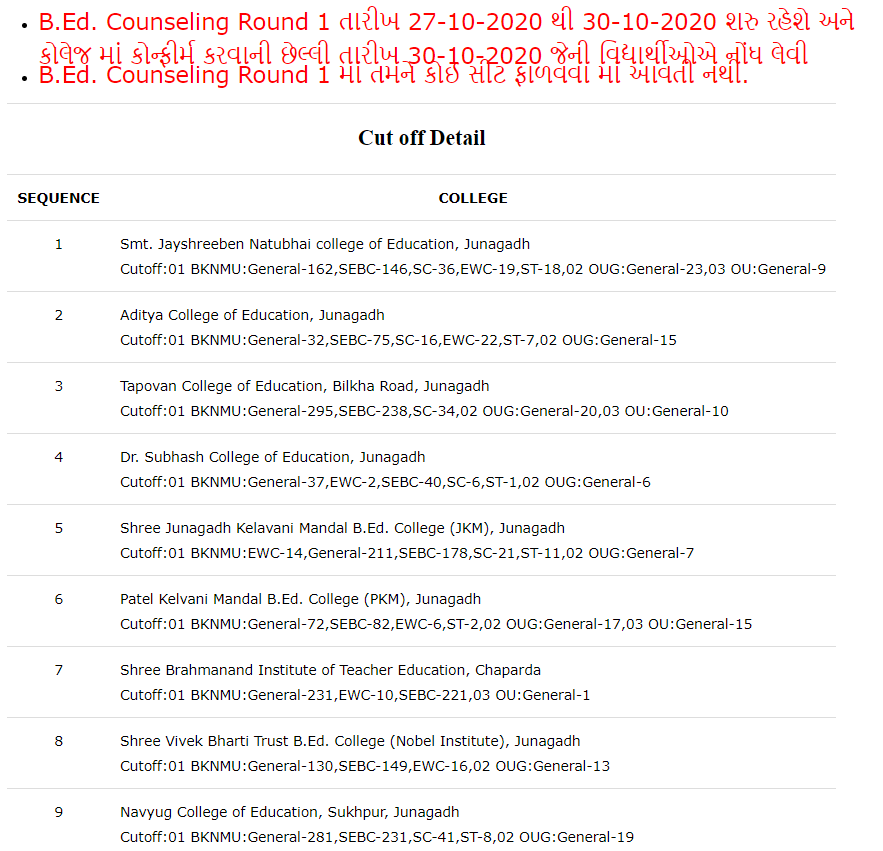 B.Ed. Counseling Round 1 તારીખ 27-10-2020 થી 30-10-2020 શરુ રહેશે અને
કોલેજ માં કોન્ફીર્મ કરવાની છેલ્લી તારીખ 30-10-2020 જેની વિદ્યાર્થીઓએ નોંધ લેવી
B.Ed. Counseling Round 1 માં તમને કોઈ સીટ ફાળવવા માં આવતી નથી.
Cut off Detail
SEQUENCE COLLEGE
1 Smt. Jayshreeben Natubhai college of Education, Junagadh
Cutoff:01 BKNMU:General-162,SEBC-146,SC-36,EWC-19,ST-18,02 OUG:General-23,03 OU:General-9
2 Aditya College of Education, Junagadh
Cutoff:01 BKNMU:General-32,SEBC-75,SC-16,EWC-22,ST-7,02 OUG:General-15
3 Tapovan College of Education, Bilkha Road, Junagadh
Cutoff:01 BKNMU:General-295,SEBC-238,SC-34,02 OUG:General-20,03 OU:General-10
4 Dr. Subhash College of Education, Junagadh
Cutoff:01 BKNMU:General-37,EWC-2,SEBC-40,SC-6,ST-1,02 OUG:General-6
5 Shree Junagadh Kelavani Mandal B.Ed. College (JKM), Junagadh
Cutoff:01 BKNMU:EWC-14,General-211,SEBC-178,SC-21,ST-11,02 OUG:General-7
6 Patel Kelvani Mandal B.Ed. College (PKM), Junagadh
Cutoff:01 BKNMU:General-72,SEBC-82,EWC-6,ST-2,02 OUG:General-17,03 OU:General-15
7 Shree Brahmanand Institute of Teacher Education, Chaparda
Cutoff:01 BKNMU:General-231,EWC-10,SEBC-221,03 OU:General-1
8 Shree Vivek Bharti Trust B.Ed. College (Nobel Institute), Junagadh
Cutoff:01 BKNMU:General-130,SEBC-149,EWC-16,02 OUG:General-13
9 Navyug College of Education, Sukhpur, Junagadh
Cutoff:01 BKNMU:General-281,SEBC-231,SC-41,ST-8,02 OUG:General-19